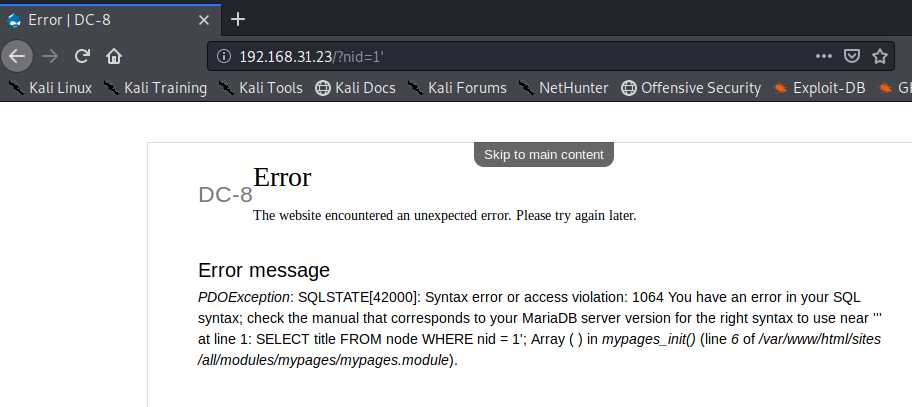 Error | DC-8
192.168.31.23/?nid=1'
Kali Linux Kali Training Kali Tools Kali Docs Kali Forums NetHunter Offensive Security Exploit-DB
Skip to main content
Error
DC-8
The website encountered an unexpected error. Please try again later.
Error message
PDOException: SQLSTATE[42000]: Syntax error or access violation: 1064 You have an error in your SQL
syntax; check the manual that corresponds to your MariaDB server version for the right syntax to use near '''
at line 1: SELECT title FROM node WHERE nid = 1'; Array ( ) in mypages_init() (line 6 of /var/www/html/sites
/all/modules/mypages/mypages.module).